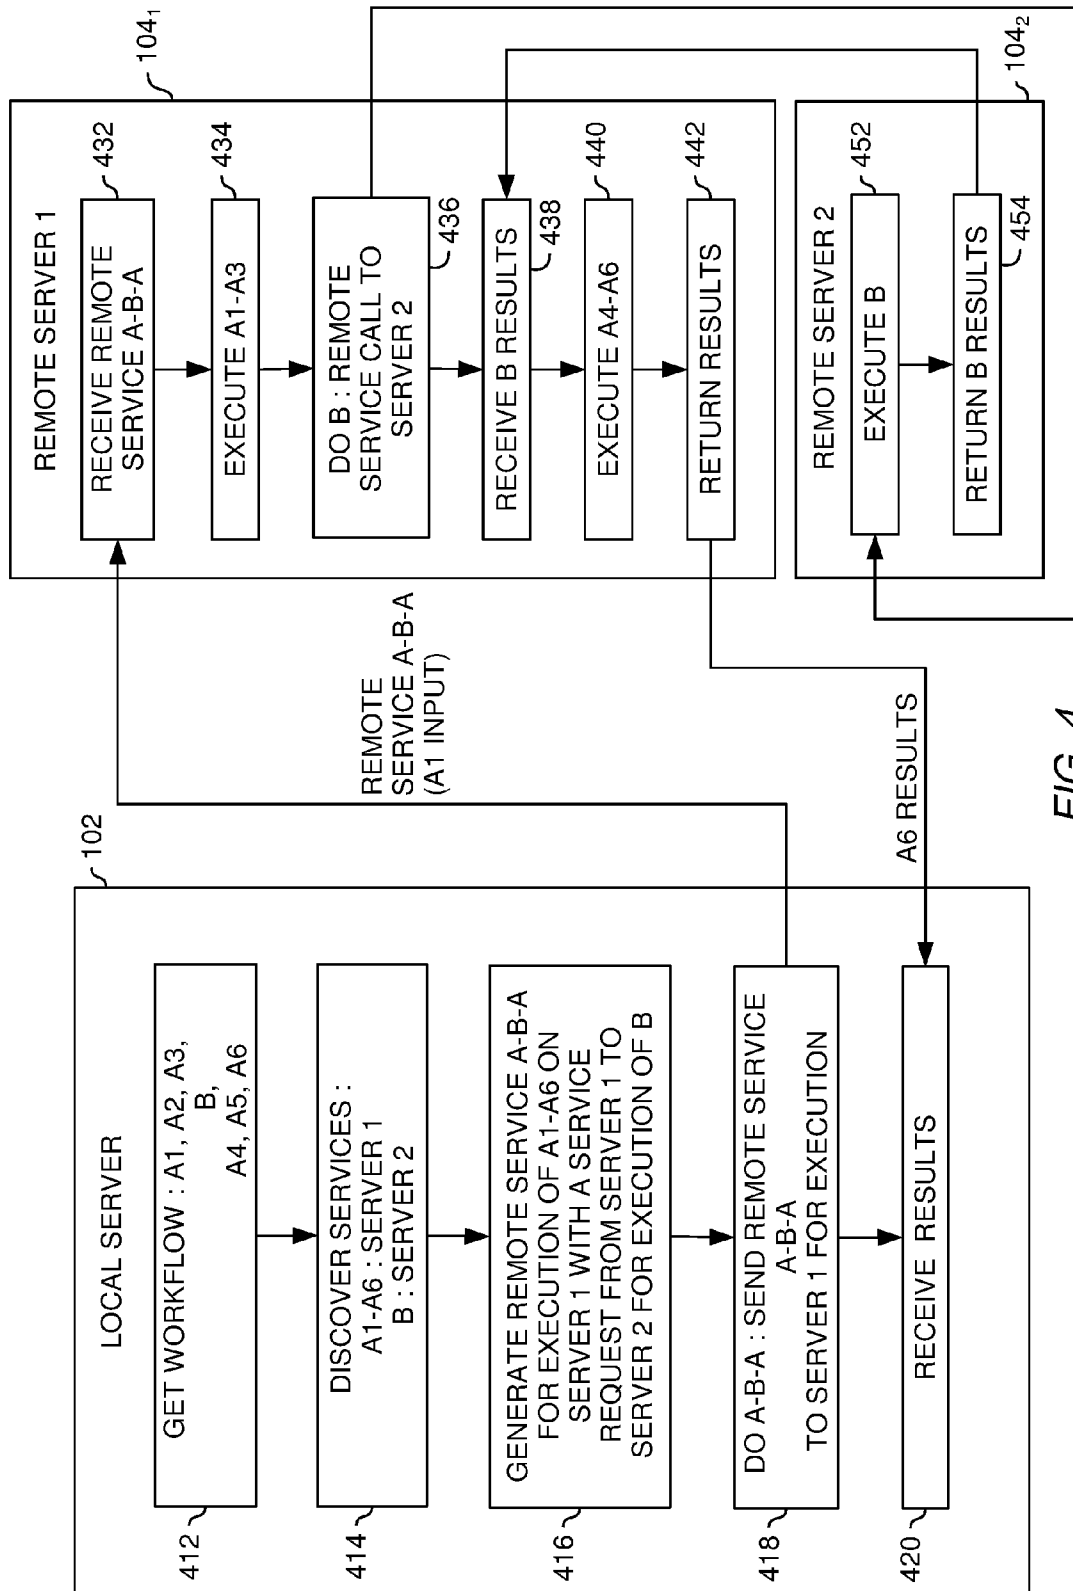 LOCAL SERVER
102
412
GET WORKFLOW : A1, A2, A3,
B,
A4, A5, A6
414
DISCOVER SERVICES :
A1-A6 : SERVER 1
B : SERVER 2
416
GENERATE REMOTE SERVICE A-B-A
FOR EXECUTION OF A1-A6 ON
SERVER 1 WITH A SERVICE
REQUEST FROM SERVER 1 TO
SERVER 2 FOR EXECUTION OF B
418
DO A-B-A : SEND REMOTE SERVICE
A-B-A
TO SERVER 1 FOR EXECUTION
420
RECEIVE RESULTS
REMOTE
SERVICE A-B-A
(A1 INPUT)
A6 RESULTS
REMOTE SERVER 1
104₁
RECEIVE REMOTE
SERVICE A-B-A
432
EXECUTE A1-A3
434
DO B : REMOTE
SERVICE CALL TO
SERVER 2
436
RECEIVE B RESULTS
438
EXECUTE A4-A6
440
RETURN RESULTS
442
REMOTE SERVER 2
104₂
EXECUTE B
452
RETURN B RESULTS
454
FIG. 4